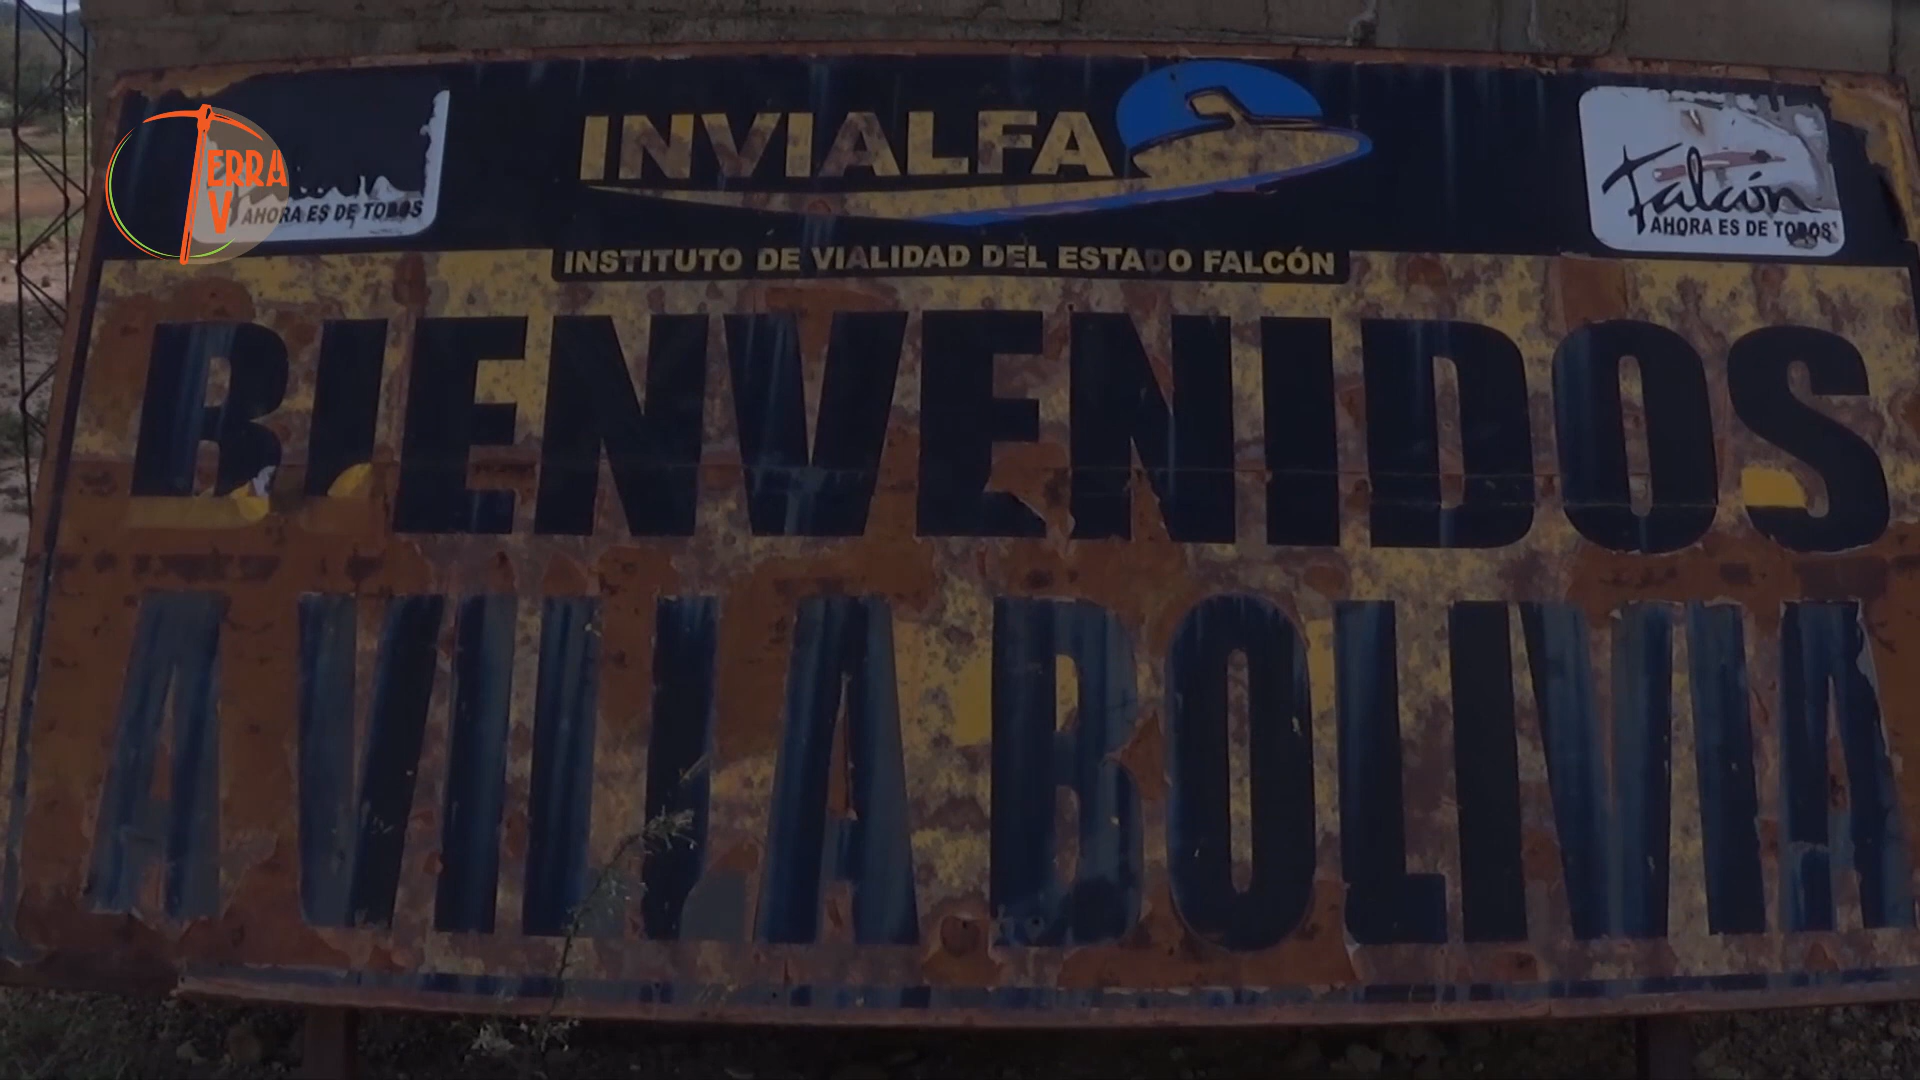 INVIALFA
INSTITUTO DE VIALIDAD DEL ESTADO FALCÓN
TERRA
TV
AHORA ES DE TODOS
Falcón
AHORA ES DE TODOS
BIENVENIDOS
A VILLA BOLIVIA